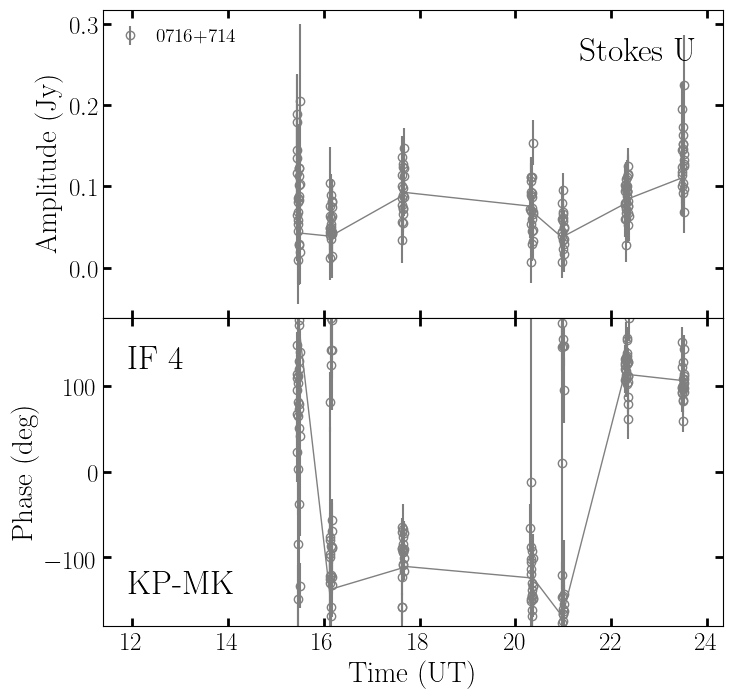 0.3
0716+714
Stokes U
0.2
0.1
0.0
Amplitude (Jy)
IF 4
100
0
−100
Phase (deg)
KP-MK
12 14 16 18 20 22 24
Time (UT)